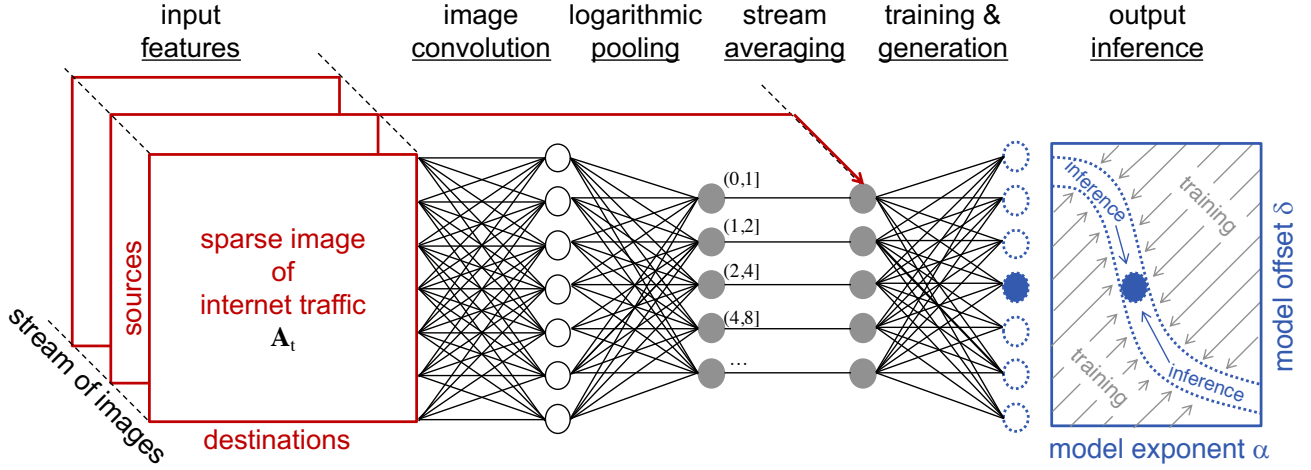 input
features
image
convolution
logarithmic
pooling
stream
averaging
training &
generation
output
inference
sources
sparse image
of
internet traffic
A_t
destinations
stream of images
(0,1]
(1,2]
(2,4]
(4,8]
...
inference
training
training
inference
model offset δ
model exponent α